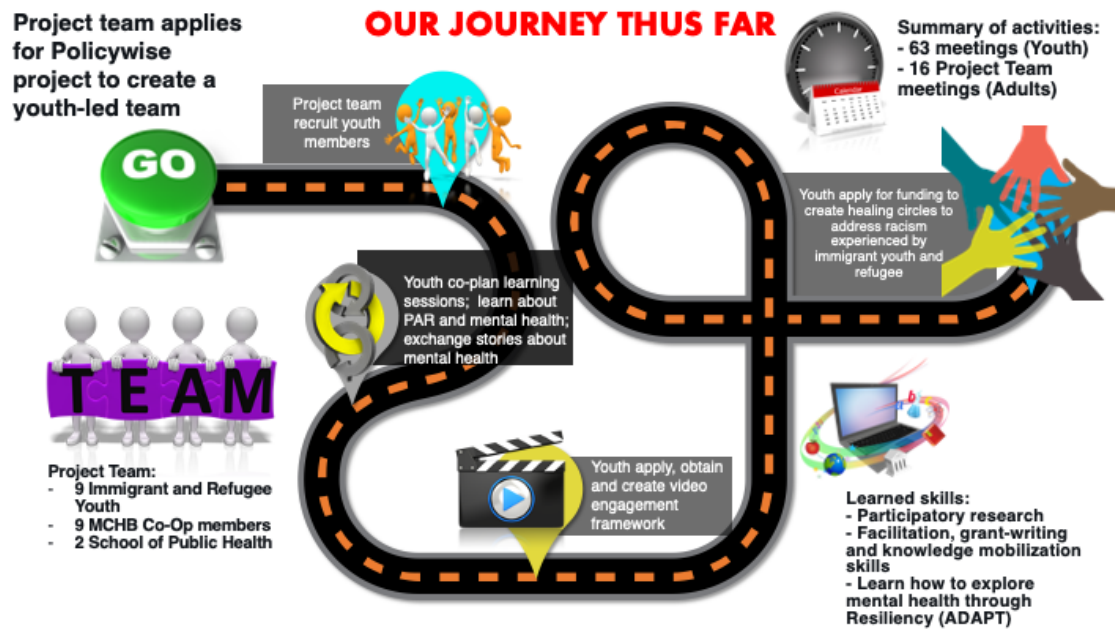 OUR JOURNEY THUS FAR
Project team applies
for Policywise
project to create a
youth-led team
GO
Project team
recruit youth
members
Youth co-plan learning
sessions; learn about
PAR and mental health;
exchange stories about
mental health
TEAM
Project Team:
- 9 Immigrant and Refugee
Youth
- 9 MCHB Co-Op members
- 2 School of Public Health
Youth apply, obtain
and create video
engagement
framework
Summary of activities:
- 63 meetings (Youth)
- 16 Project Team
meetings (Adults)
Calendar
Youth apply for funding to
create healing circles to
address racism
experienced by
immigrant youth and
refugee
Learned skills:
- Participatory research
- Facilitation, grant-writing
and knowledge mobilization
skills
- Learn how to explore
mental health through
Resiliency (ADAPT)